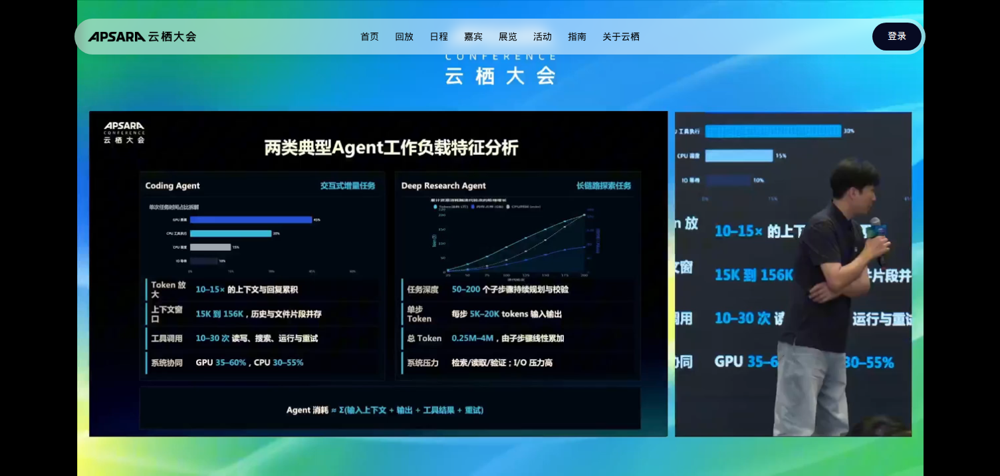 APSARA 云栖大会
首页 回放 日程 嘉宾 展览 活动 指南 关于云栖
登录
CONFERENCE
云栖大会
APSARA
CONFERENCE
云栖大会
两类典型Agent工作负载特征分析
Coding Agent 交互式增量任务
单次任务时间占比拆解
45%
CPU 工具执行 30%
CPU 调度 15%
IO 等待 10%
0% 15% 30% 45% 60%
Token 放大 10–15× 的上下文与回复累积
上下文窗口 15K 到 156K，历史与文件片段并存
工具调用 10–30 次 读写、搜索、运行与重试
系统协同 GPU 35–60%，CPU 30–55%
Deep Research Agent 长链路探索任务
200
150
100
50
0
任务深度 50–200 个子步骤持续规划与校验
单步 Token 每步 5K–20K tokens 输入输出
总 Token 0.25M–4M，由子步骤线性累加
系统压力 检索/读取/验证；I/O 压力高
Agent 消耗 ≈ Σ(输入上下文 + 输出 + 工具结果 + 重试)
工具执行 30%
CPU 调度 15%
IO 等待 10%
0% 15%
n 放
10–15× 的上下
文窗
15K 到 156K 件片段并
调用
10–30 次 读 运行与重试
协同
GPU 35–6 30–55%